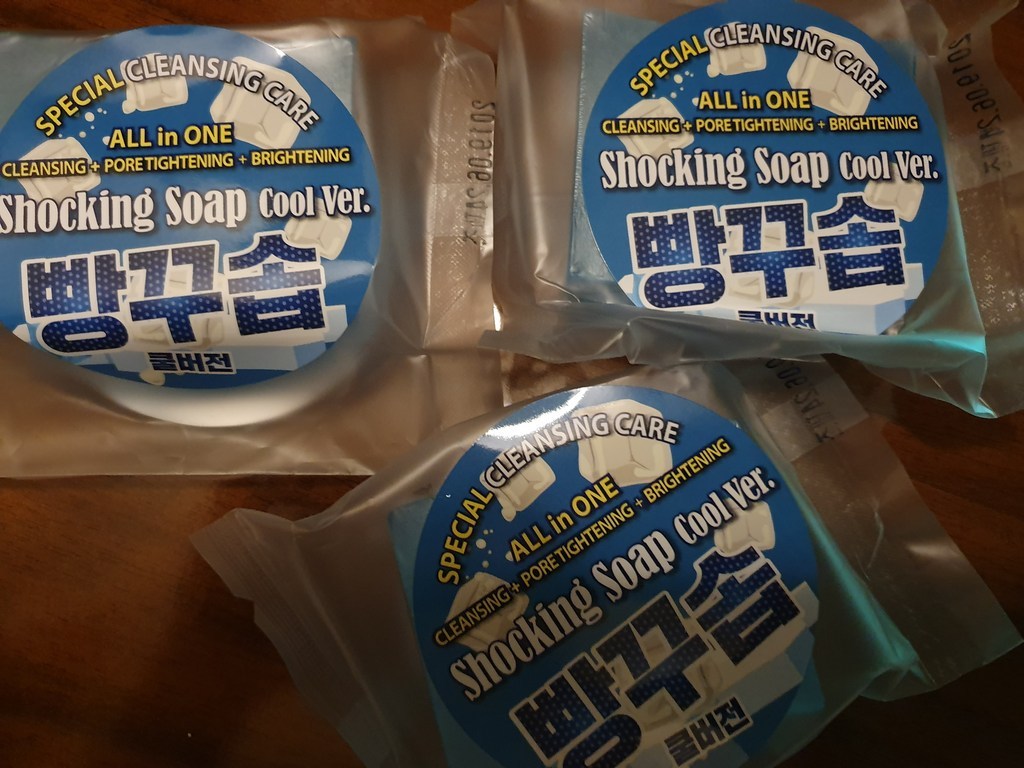 SPECIAL CLEANSING CARE
ALL in ONE
CLEANSING + PORE TIGHTENING + BRIGHTENING
Shocking Soap Cool Ver.
빵꾸솝
쿨버전
SPECIAL CLEANSING CARE
ALL in ONE
CLEANSING + PORE TIGHTENING + BRIGHTENING
Shocking Soap Cool Ver.
빵꾸솝
쿨버전
SPECIAL CLEANSING CARE
ALL in ONE
CLEANSING + PORE TIGHTENING + BRIGHTENING
Shocking Soap Cool Ver.
빵꾸솝
쿨버전